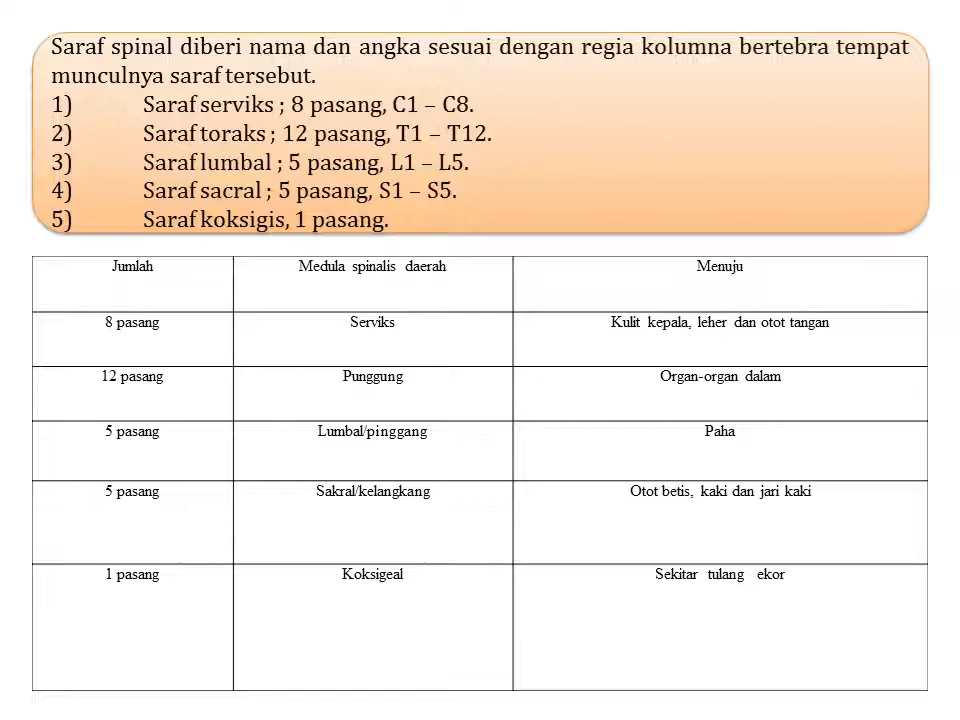 Saraf spinal diberi nama dan angka sesuai dengan regia kolumna bertebra tempat
munculnya saraf tersebut.
1) Saraf serviks ; 8 pasang, C1 – C8.
2) Saraf toraks ; 12 pasang, T1 – T12.
3) Saraf lumbal ; 5 pasang, L1 – L5.
4) Saraf sacral ; 5 pasang, S1 – S5.
5) Saraf koksigis, 1 pasang.
Jumlah Medula spinalis daerah Menuju
8 pasang Serviks Kulit kepala, leher dan otot tangan
12 pasang Punggung Organ-organ dalam
5 pasang Lumbal/pinggang Paha
5 pasang Sakral/kelangkang Otot betis, kaki dan jari kaki
1 pasang Koksigeal Sekitar tulang ekor